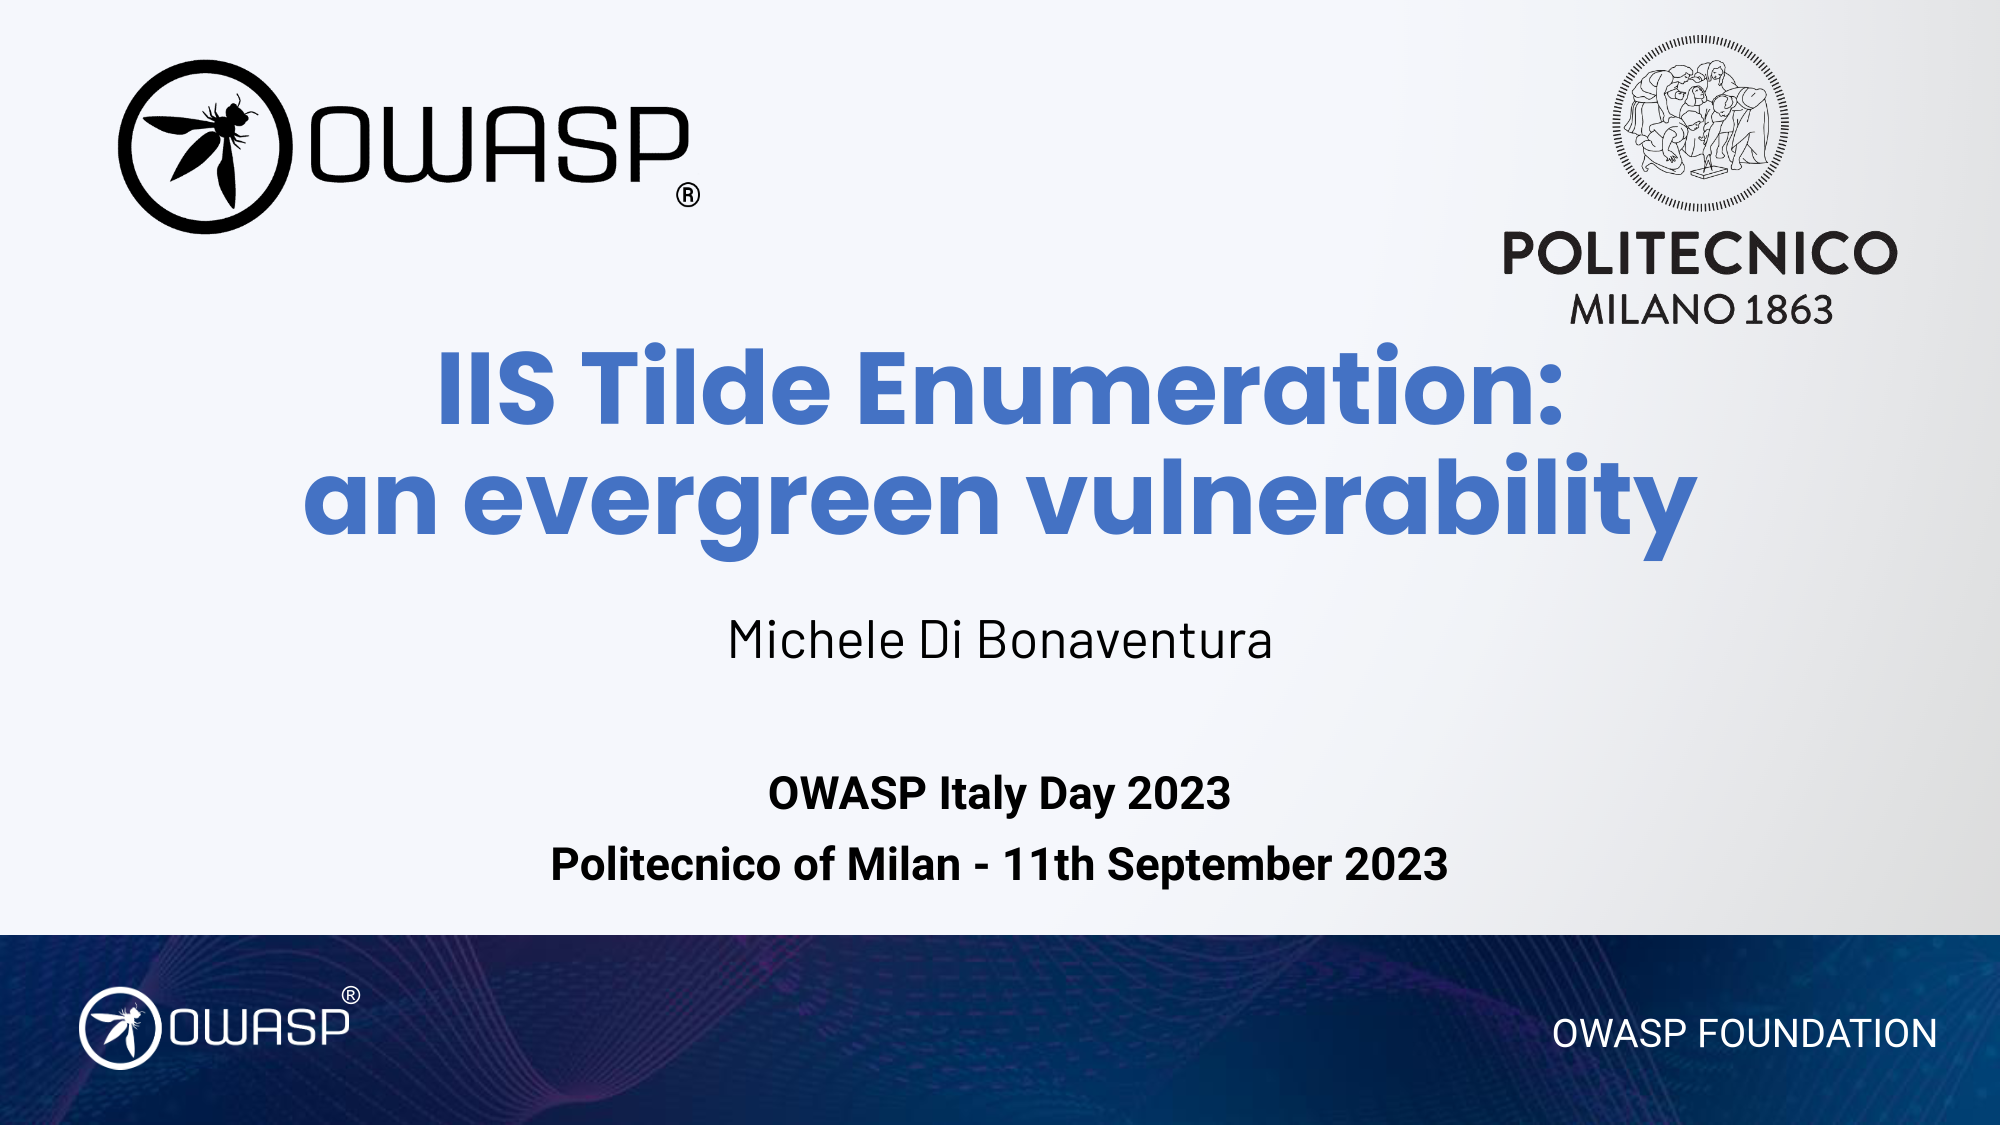 OWASP®
POLITECNICO
MILANO 1863
IIS Tilde Enumeration:
an evergreen vulnerability
Michele Di Bonaventura
OWASP Italy Day 2023
Politecnico of Milan - 11th September 2023
OWASP®
OWASP FOUNDATION